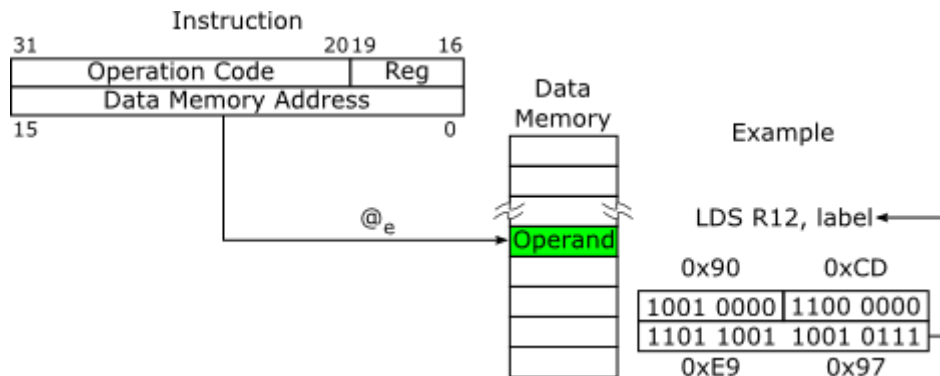 Instruction
31 20 19 16
Operation Code Reg
Data Memory Address
15 0
Data
Memory
@e
Operand
Example
LDS R12, label
0x90 0xCD
1001 0000 1100 0000
1101 1001 1001 0111
0xE9 0x97